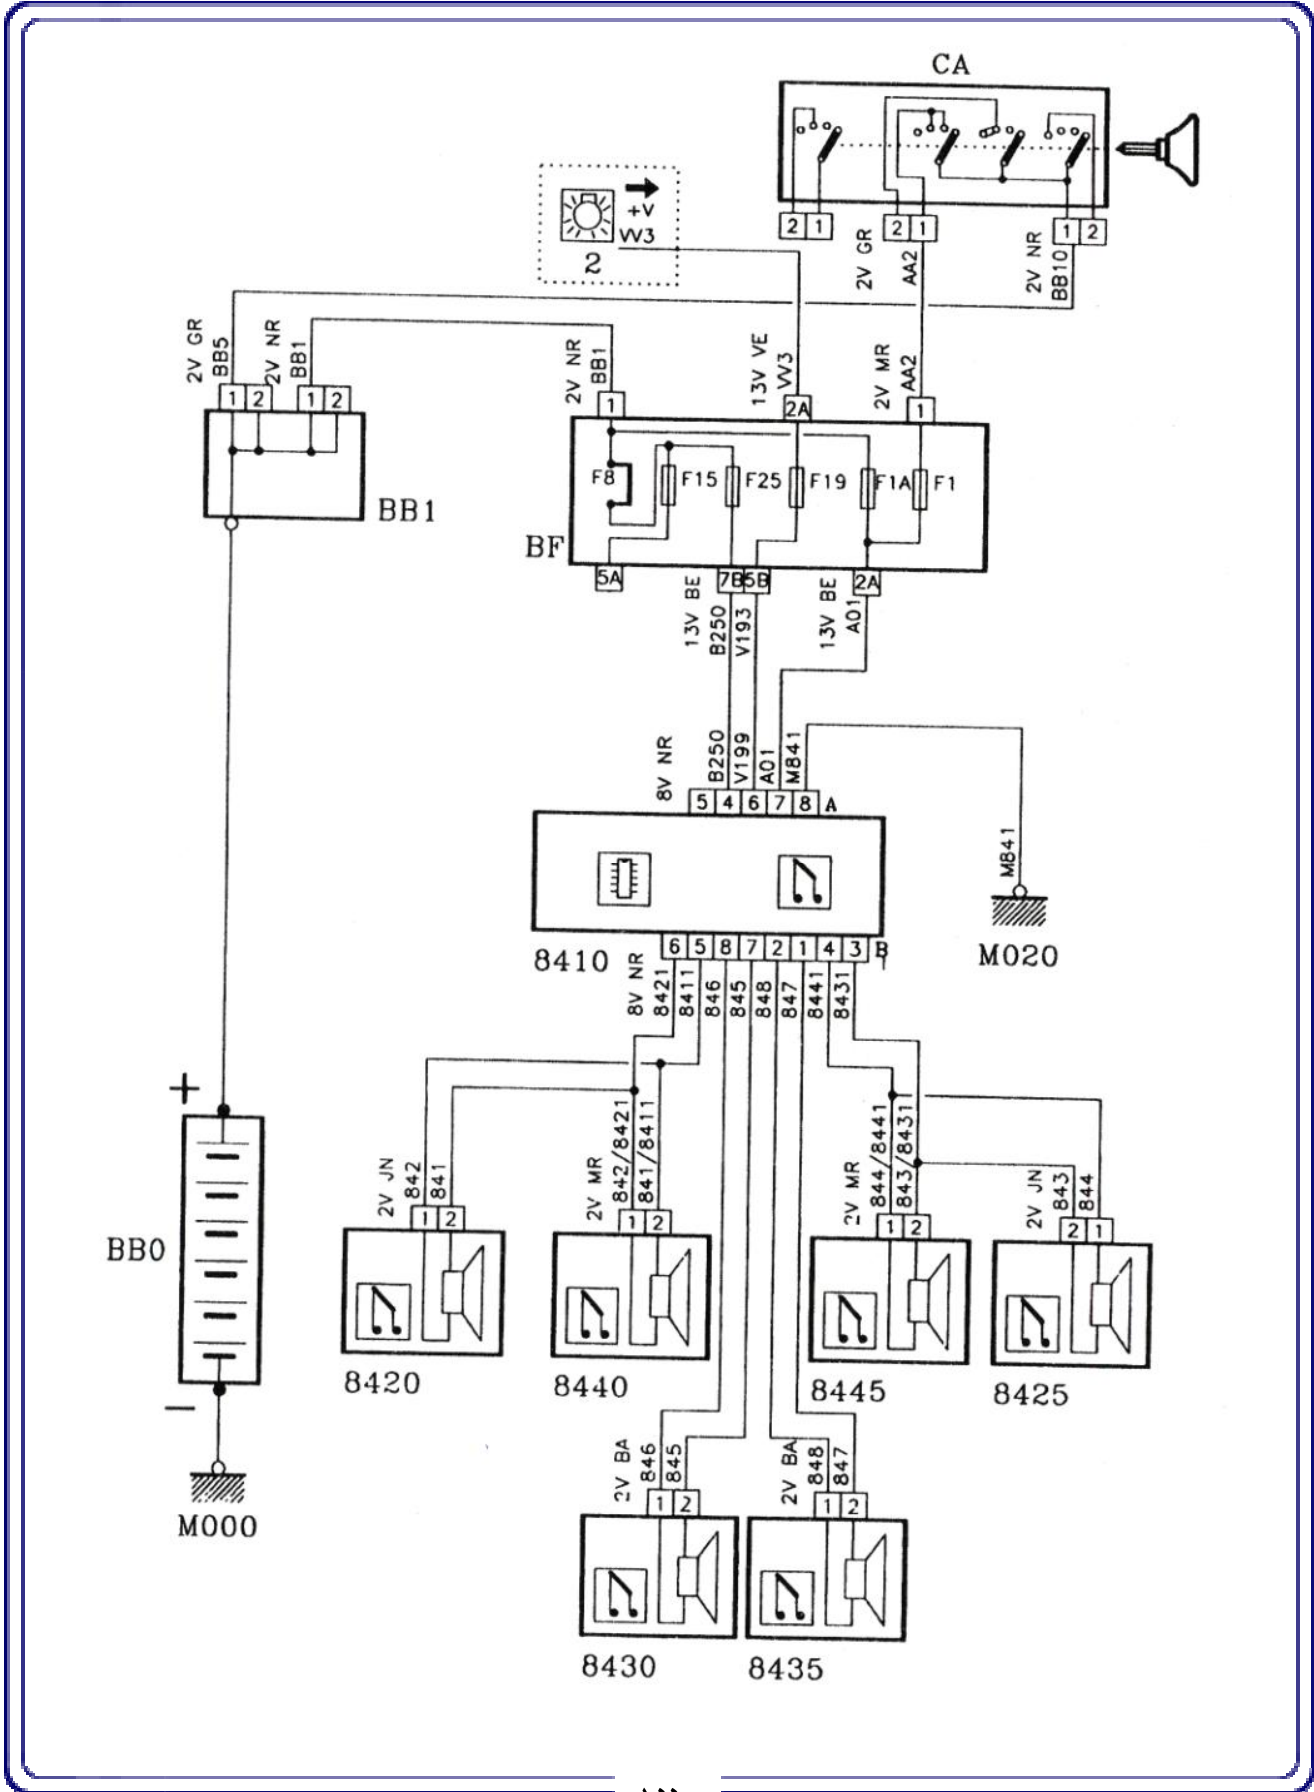 CA
+V
VV3
2
2 1
2 1
1 2
2V GR
AA2
2V NR
BB10
2V GR
BB5
2V NR
BB1
2V NR
BB1
13V VE
VV3
2V MR
AA2
1 2
1 2
1
2A
1
F8
F15
F25
F19
F1A
F1
BB1
BF
5A
7B
5B
2A
13V BE
B250
V193
13V BE
A01
8V NR
B250
V199
A01
M841
5 4 6 7 8 A
M841
M020
8410
6 5 8 7 2 1 4 3 B
8V NR
8421
8411
846
845
848
847
8441
8431
+
BB0
–
M000
2V JN
842
841
2V MR
842/8421
841/8411
2V MR
844/8441
843/8431
2V JN
843
844
1 2
1 2
1 2
2 1
8420
8440
8445
8425
2V BA
846
845
2V BA
848
847
1 2
1 2
8430
8435